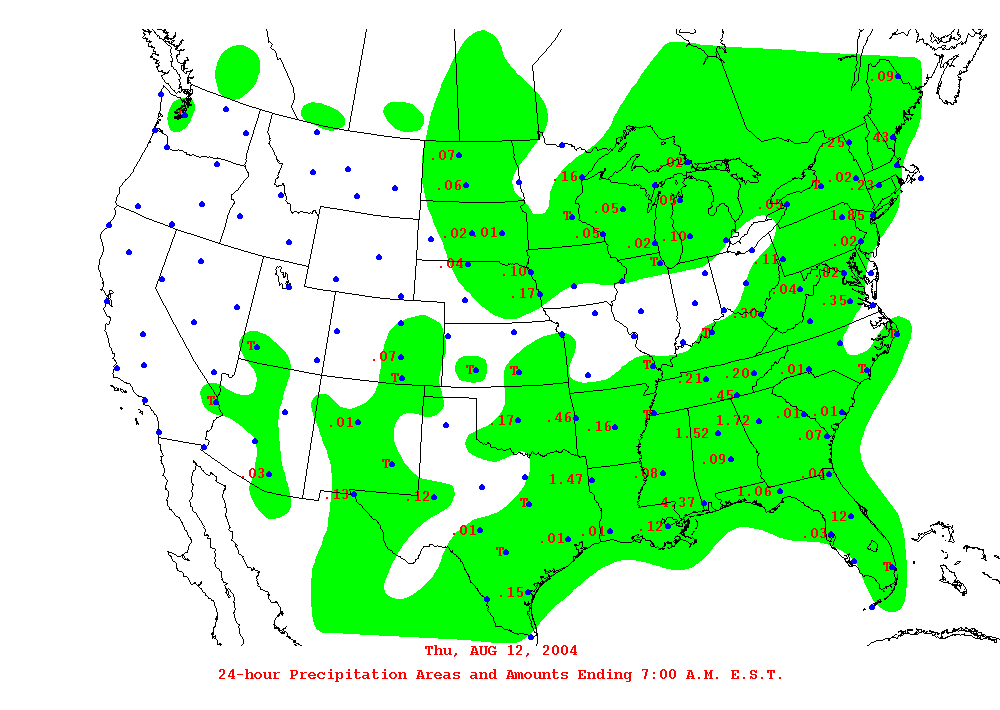 .09
.25 .43
.07
.02
.16 .02 T .23
.06
.05 .05
T .05 1.85
.02 .01 .05
.02 .10 .02
.04 T .11
.10 .02
.17 .04
.35
.30
T T
T
.07
T T T .01 T
T .21 .20
T .45
.01 .17 .46 .16 T 1.72 .01 .01
1.52 .07
T .09
.03 1.47 .98 .04
.13 .12 T 4.37 1.06
.12
.01 .01 .01 .12 .03
T
T
.15
Thu, AUG 12, 2004
24-hour Precipitation Areas and Amounts Ending 7:00 A.M. E.S.T.